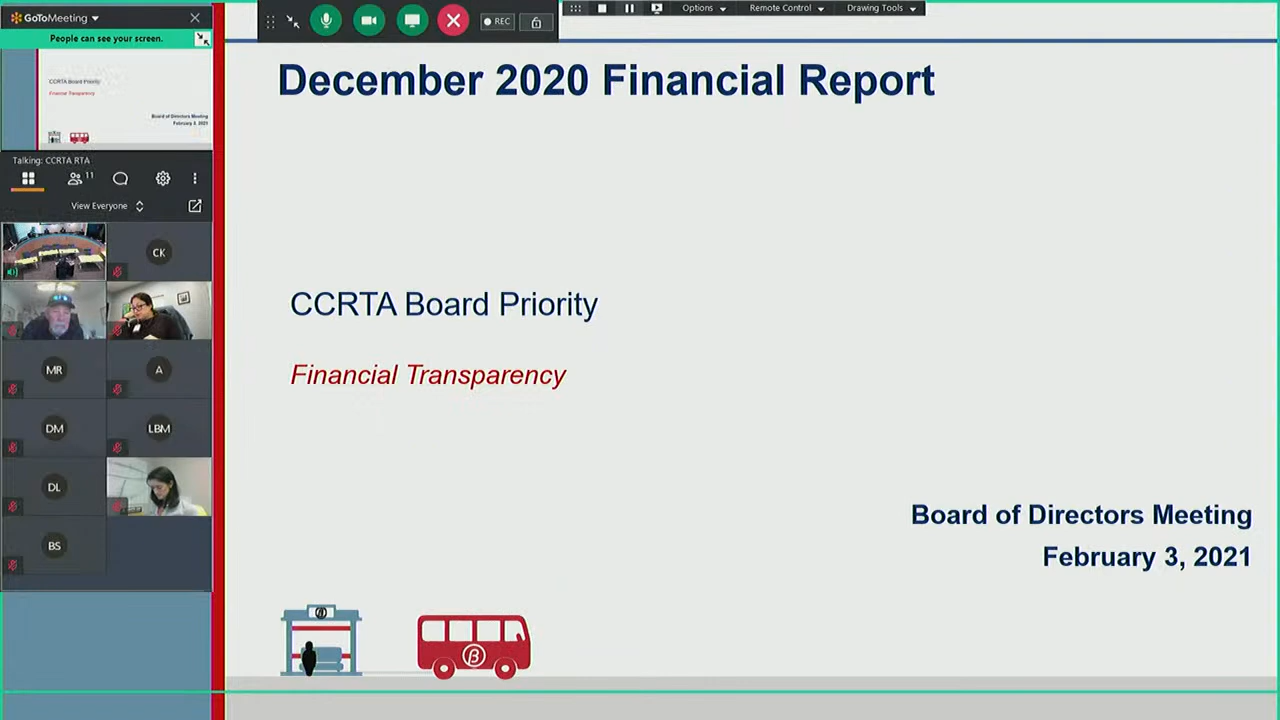 GoToMeeting
People can see your screen.
CCRTA Board Priority
Financial Transparency
Board of Directors Meeting
February 3, 2021
Talking: CCRTA RTA
11
View Everyone
CK
MR
A
DM
LBM
DL
BS
REC
Options
Remote Control
Drawing Tools
December 2020 Financial Report
CCRTA Board Priority
Financial Transparency
Board of Directors Meeting
February 3, 2021